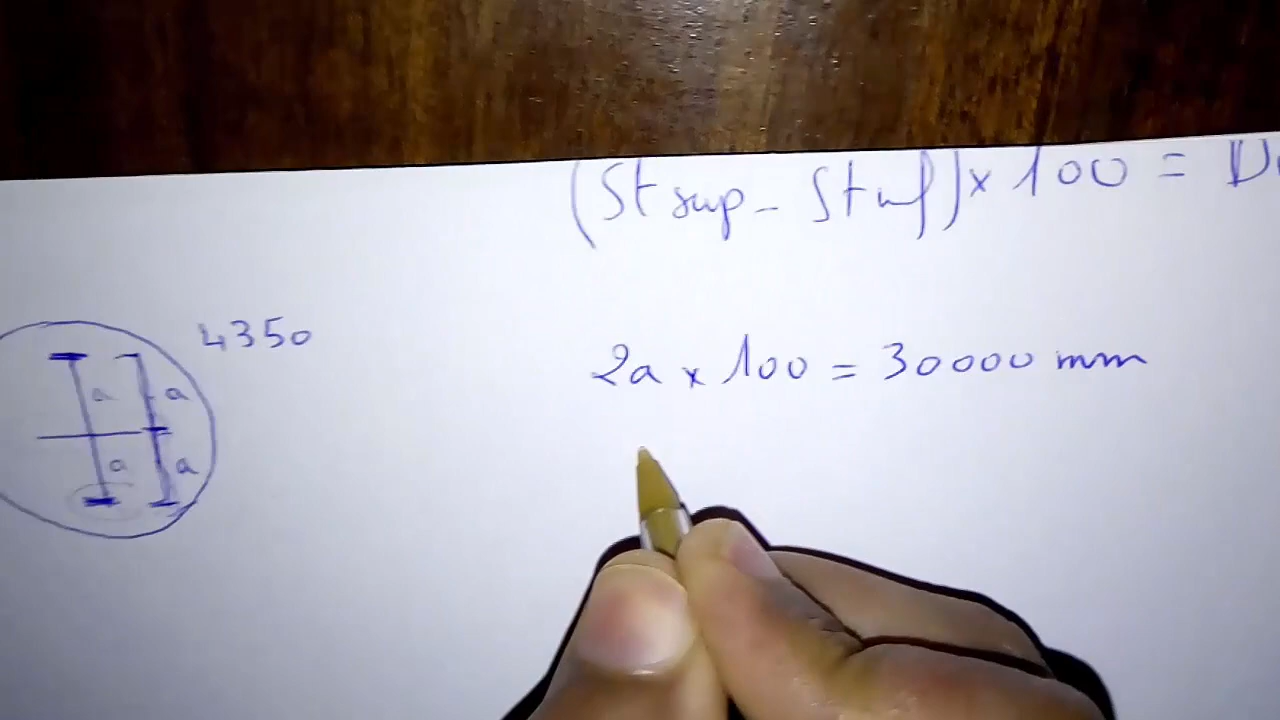 (St sup - St inf) x 100 = D
4350
2a x 100 = 30000 mm
a a
a a